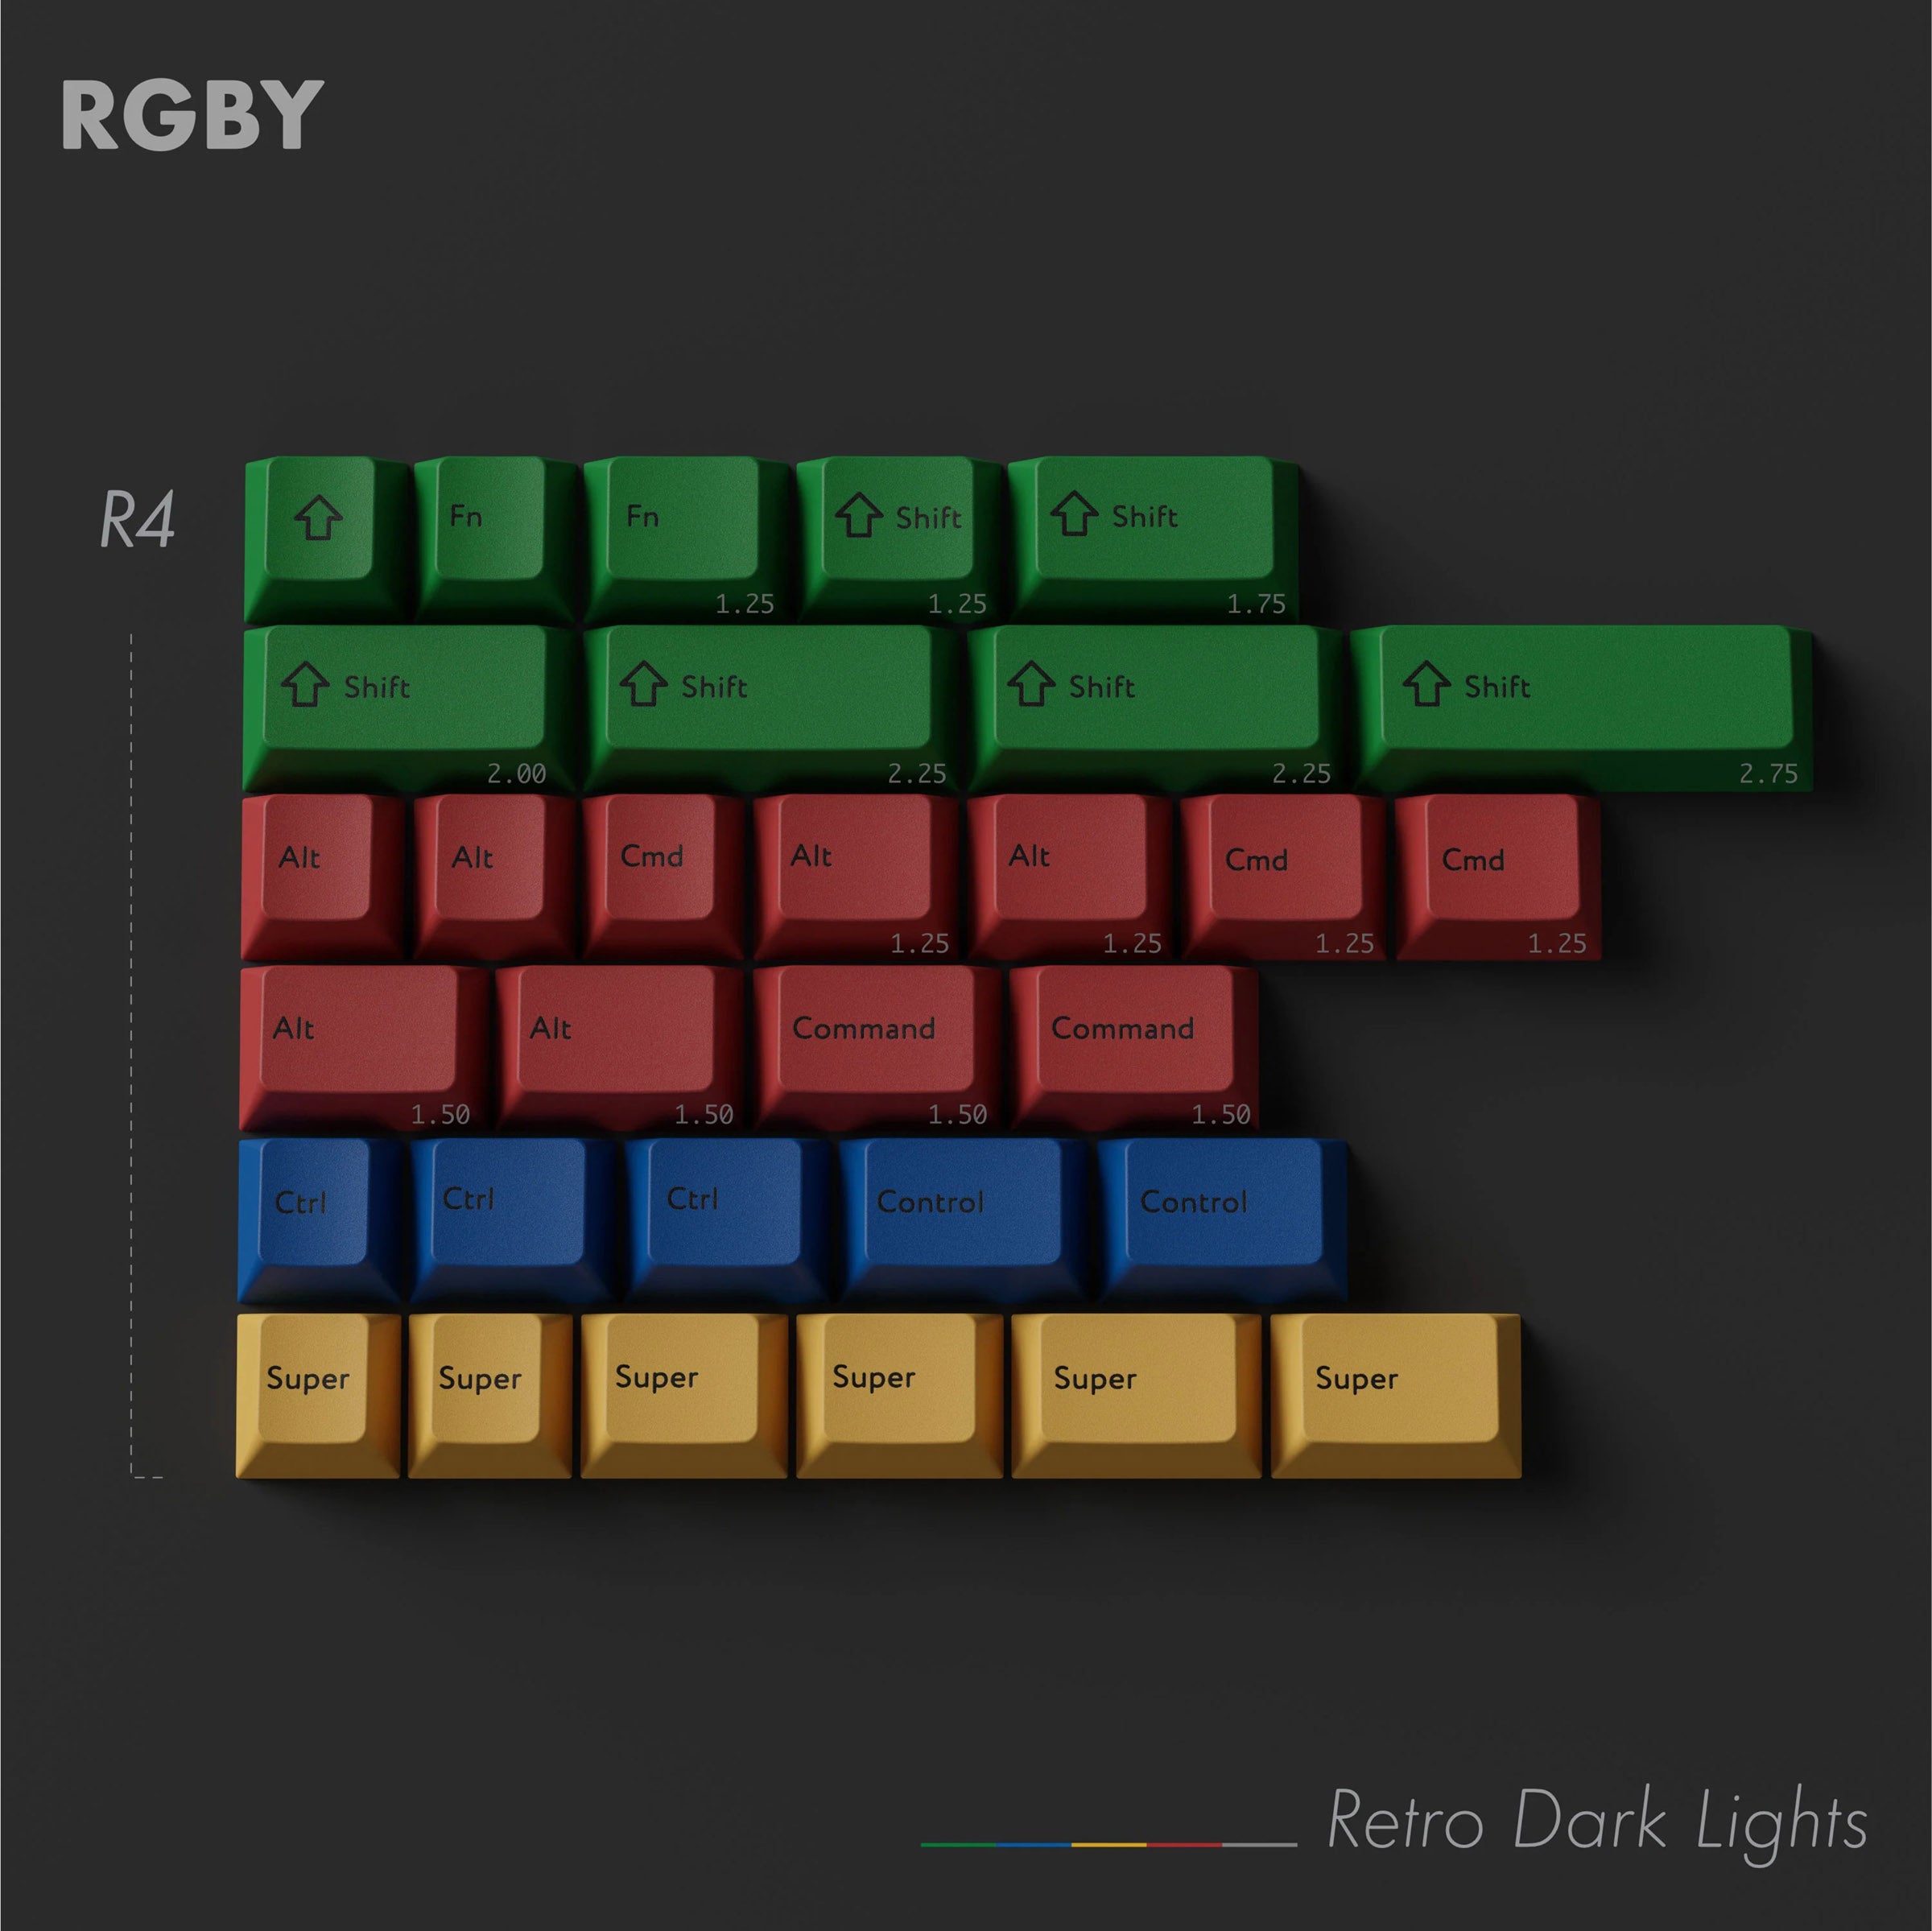 RGBY
R4
⇧ Fn Fn ⇧ Shift ⇧ Shift
1.25 1.25 1.75
⇧ Shift ⇧ Shift ⇧ Shift ⇧ Shift
2.00 2.25 2.25 2.75
Alt Alt Cmd Alt Alt Cmd Cmd
1.25 1.25 1.25 1.25
Alt Alt Command Command
1.50 1.50 1.50 1.50
Ctrl Ctrl Ctrl Control Control
Super Super Super Super Super Super
Retro Dark Lights